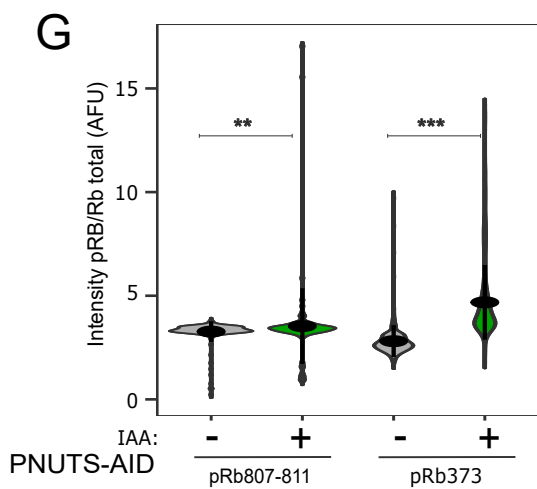 G
Intensity pRB/Rb total (AFU)
15
10
5
0
**
***
IAA: - + - +
PNUTS-AID
pRb807-811 pRb373